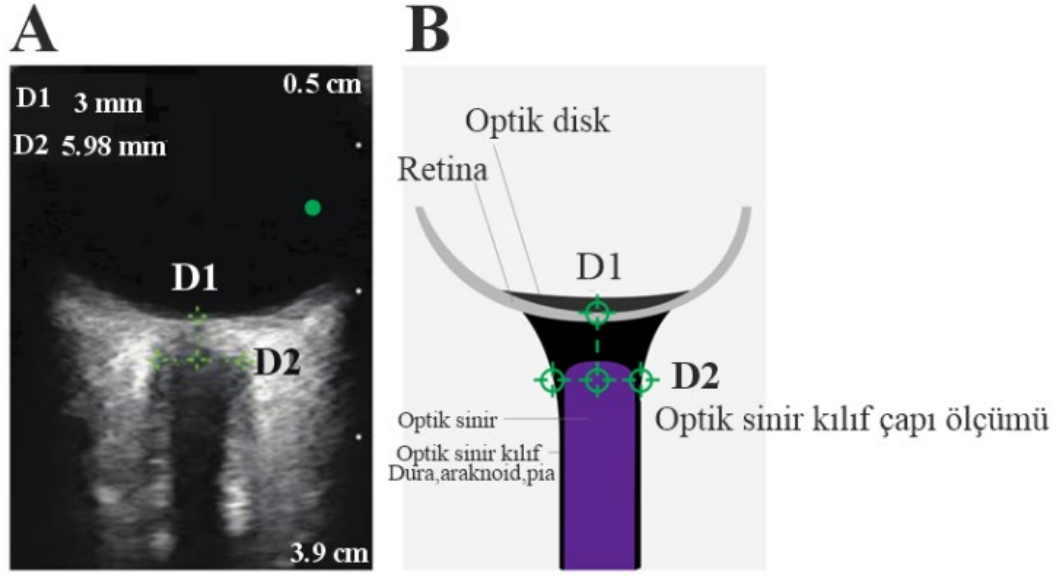 A
D1 3 mm
0.5 cm
D2 5.98 mm
D1
D2
3.9 cm
B
Optik disk
Retina
D1
D2
Optik sinir kılıf çapı ölçümü
Optik sinir
Optik sinir kılıf
Dura,araknoid,pia